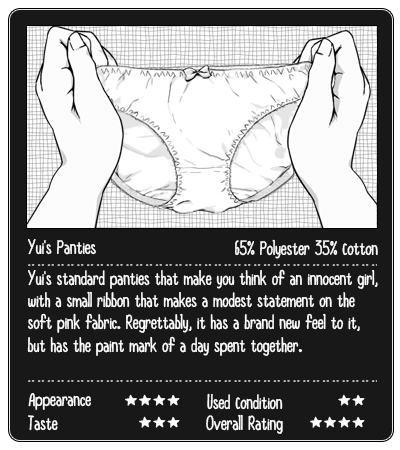 Yui's Panties 65% Polyester 35% Cotton
Yui's standard panties that make you think of an innocent girl,
with a small ribbon that makes a modest statement on the
soft pink fabric. Regrettably, it has a brand new feel to it,
but has the paint mark of a day spent together.
Appearance ★★★★ Used Condition ★★
Taste ★★★ Overall Rating ★★★★